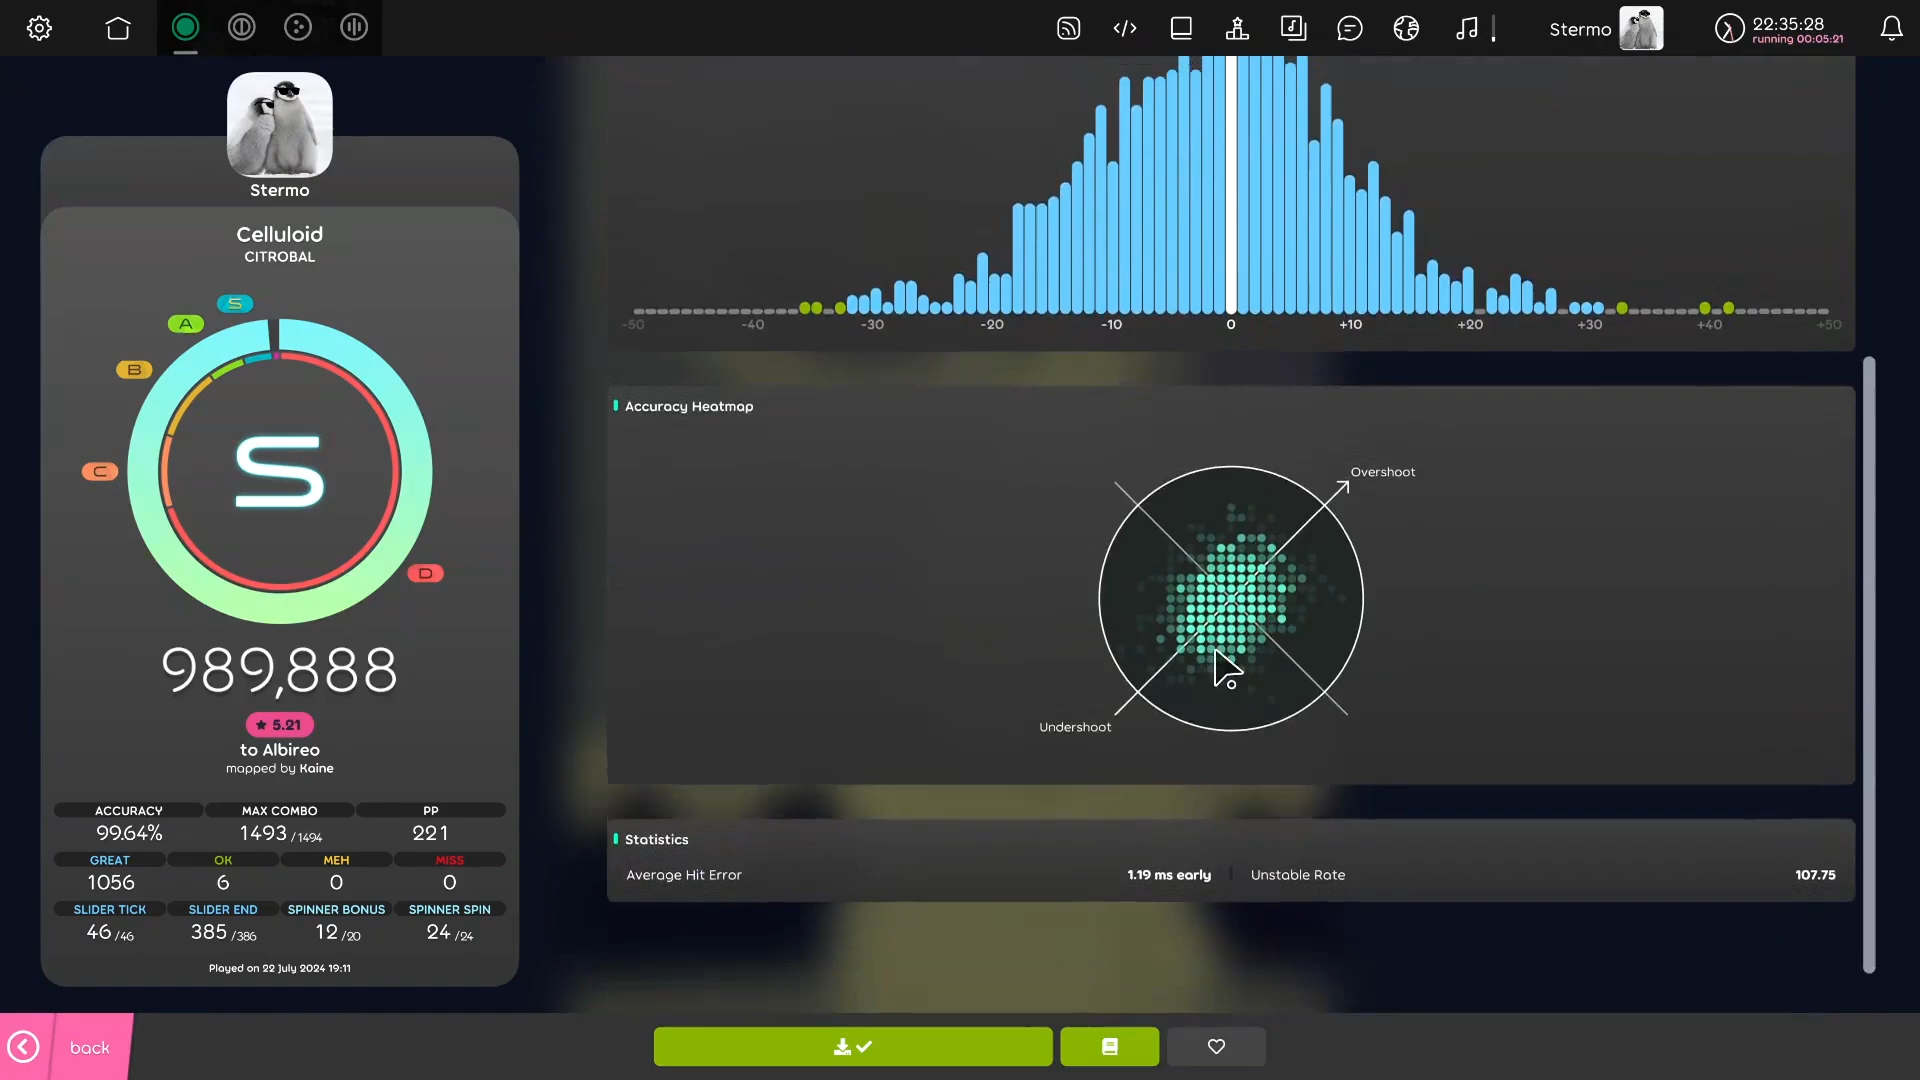 Stermo
22:35:28
running 00:05:21
Stermo
Celluloid
CITROBAL
S
A
B
C
D
S
989,888
5.21
to Albireo
mapped by Kaine
ACCURACY MAX COMBO PP
99.64% 1493 /1494 221
GREAT OK MEH MISS
1056 6 0 0
SLIDER TICK SLIDER END SPINNER BONUS SPINNER SPIN
46 /46 385 /386 12 /20 24 /24
Played on 22 July 2024 19:11
-50 -40 -30 -20 -10 0 +10 +20 +30 +40 +50
Accuracy Heatmap
Overshoot
Undershoot
Statistics
Average Hit Error 1.19 ms early Unstable Rate 107.75
back